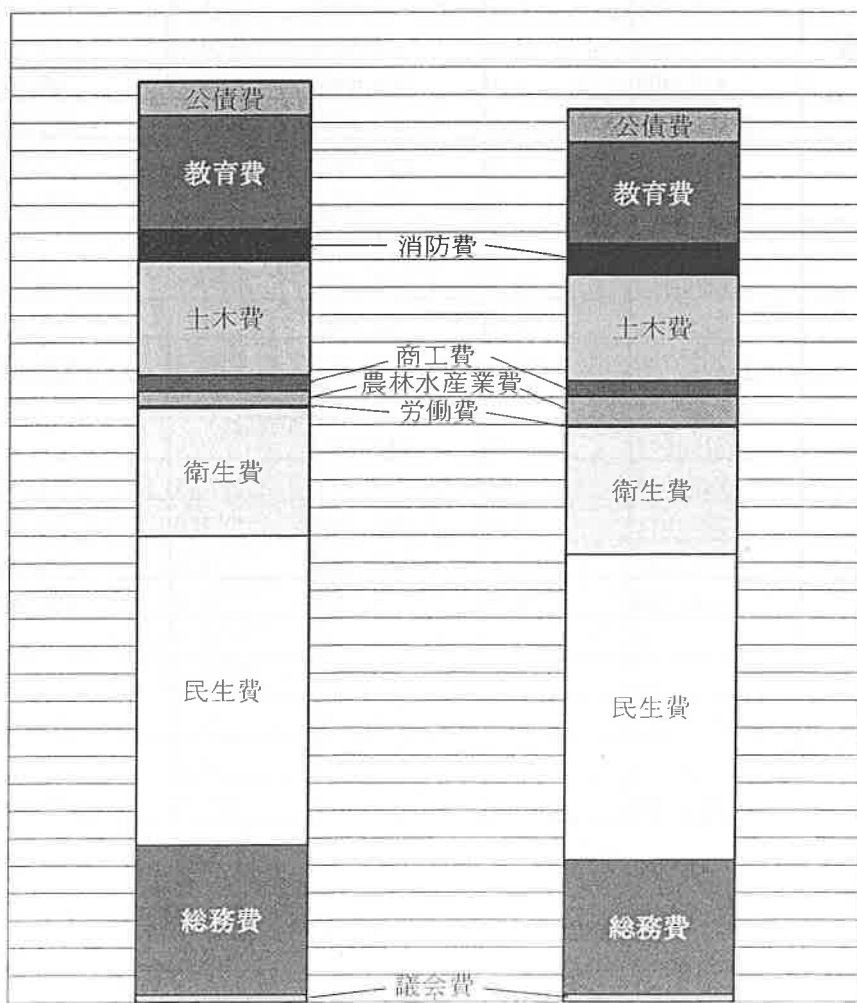 公債費
公債費
教育費
教育費
消防費
土木費
土木費
商工費
農林水産業費
労働費
衛生費
衛生費
民生費
民生費
総務費
総務費
議会費